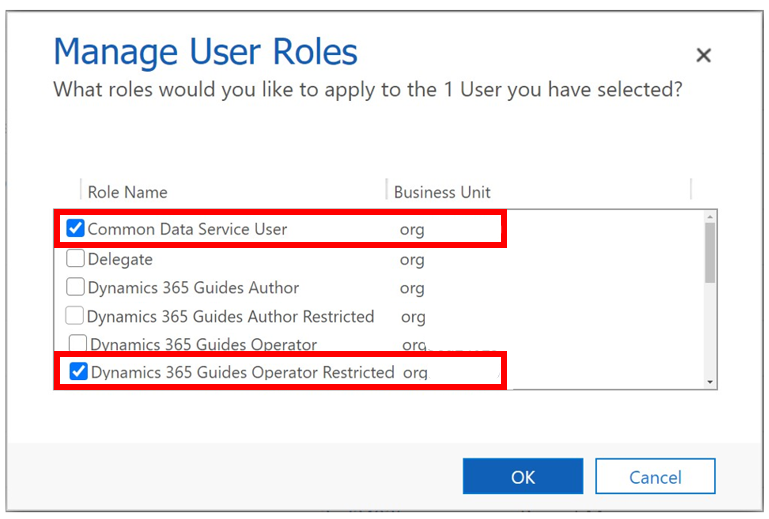 Manage User Roles
What roles would you like to apply to the 1 User you have selected?
Role Name Business Unit
Common Data Service User org
Delegate org
Dynamics 365 Guides Author org
Dynamics 365 Guides Author Restricted org
Dynamics 365 Guides Operator org
Dynamics 365 Guides Operator Restricted org
OK Cancel